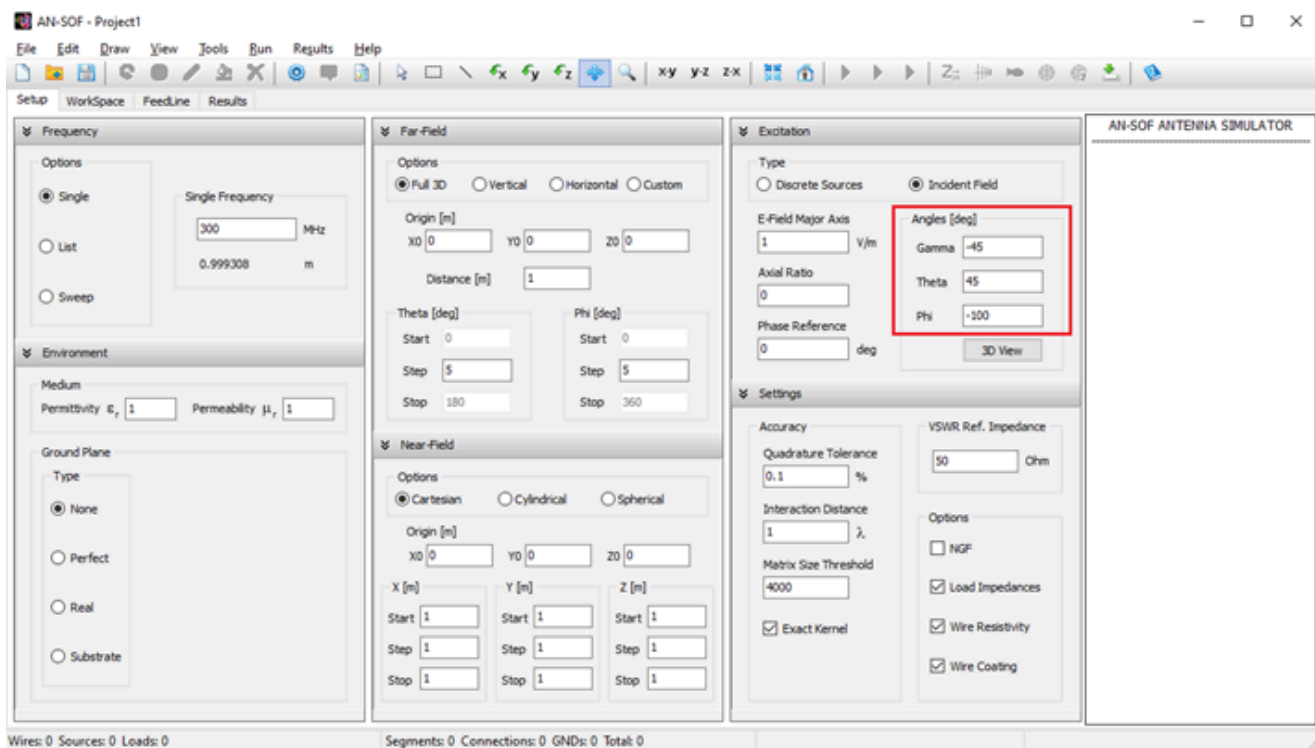 AN-SOF - Project1
File Edit Draw View Tools Run Results Help
x-y y-z z-x
Setup WorkSpace FeedLine Results
Frequency
Options
Single
List
Sweep
Single Frequency
300 MHz
0.999308 m
Environment
Medium
Permittivity εr 1 Permeability μr 1
Ground Plane
Type
None
Perfect
Real
Substrate
Far-Field
Options
Full 3D Vertical Horizontal Custom
Origin [m]
X0 0 Y0 0 Z0 0
Distance [m] 1
Theta [deg] Phi [deg]
Start 0 Start 0
Step 5 Step 5
Stop 180 Stop 360
Near-Field
Options
Cartesian Cylindrical Spherical
Origin [m]
X0 0 Y0 0 Z0 0
X [m] Y [m] Z [m]
Start 1 Start 1 Start 1
Step 1 Step 1 Step 1
Stop 1 Stop 1 Stop 1
Excitation
Type
Discrete Sources Incident Field
E-Field Major Axis
1 V/m
Axial Ratio
0
Phase Reference
0 deg
Angles [deg]
Gamma -45
Theta 45
Phi -100
3D View
Settings
Accuracy
Quadrature Tolerance
0.1 %
Interaction Distance
1 λ
Matrix Size Threshold
4000
Exact Kernel
VSWR Ref. Impedance
50 Ohm
Options
NGF
Load Impedances
Wire Resistivity
Wire Coating
AN-SOF ANTENNA SIMULATOR
Wires: 0 Sources: 0 Loads: 0 Segments: 0 Connections: 0 GNDs: 0 Total: 0